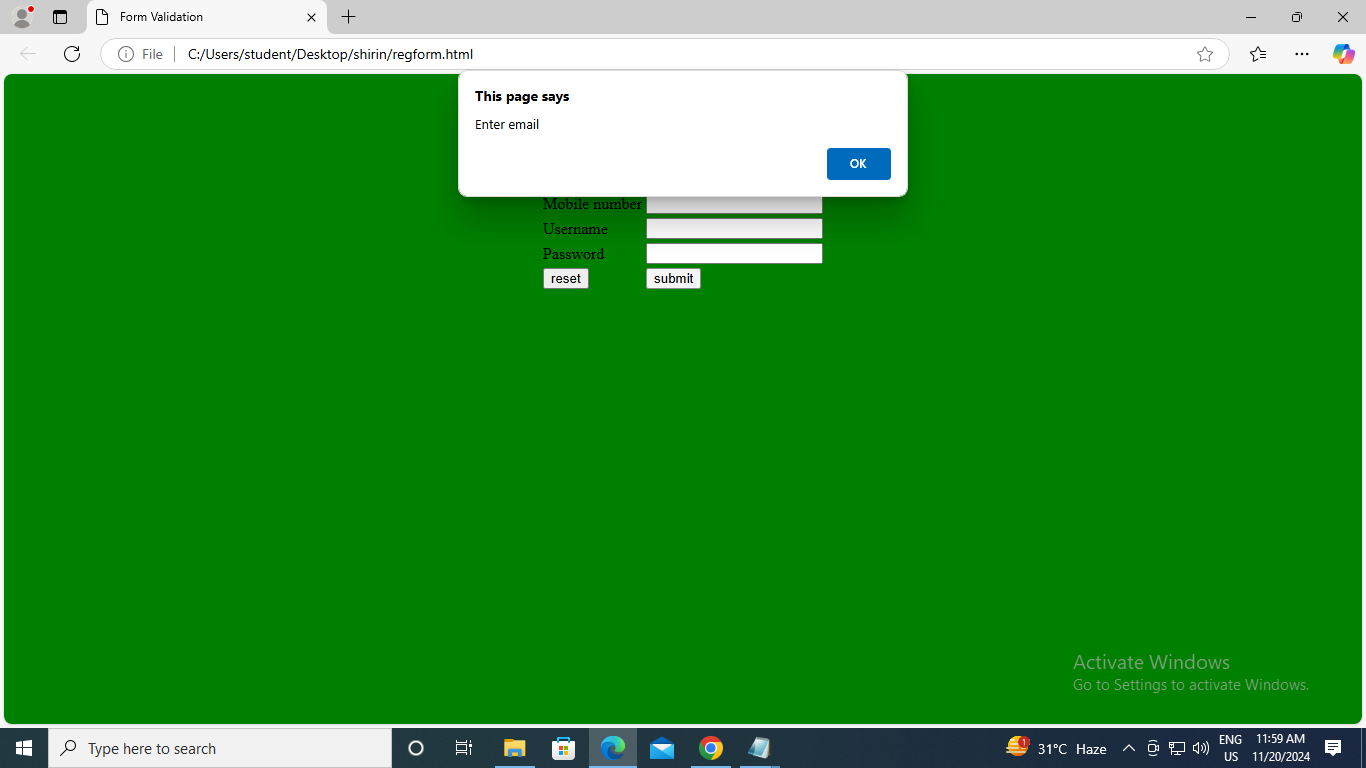 Form Validation
File
C:/Users/student/Desktop/shirin/regform.html
This page says
Enter email
OK
Mobile number
Username
Password
reset submit
Activate Windows
Go to Settings to activate Windows.
Type here to search
1
31°C Haze
ENG
US
11:59 AM
11/20/2024